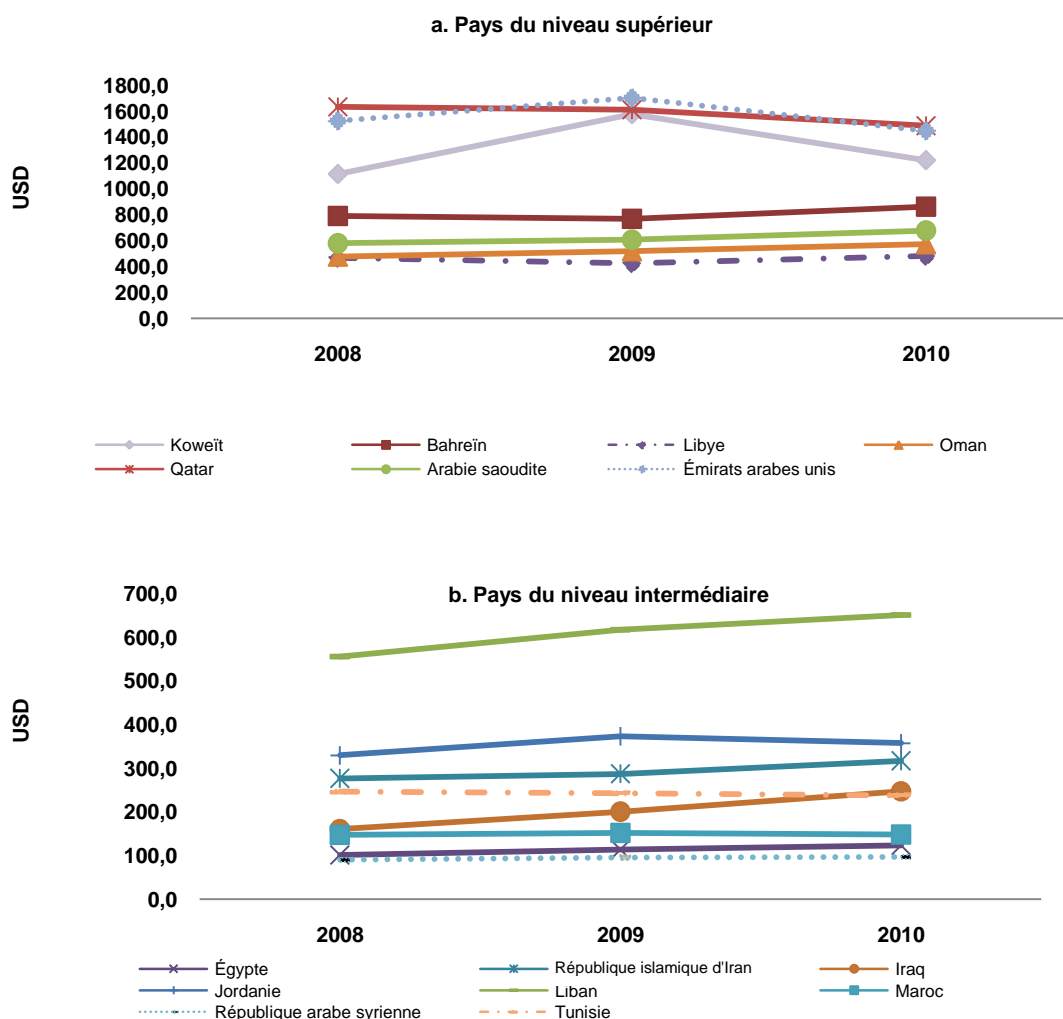 a. Pays du niveau supérieur
1800,0
1600,0
1400,0
1200,0
1000,0
800,0
600,0
400,0
200,0
0,0
USD
2008 2009 2010
Koweït Bahreïn Libye Oman
Qatar Arabie saoudite Émirats arabes unis
b. Pays du niveau intermédiaire
700,0
600,0
500,0
400,0
300,0
200,0
100,0
0,0
USD
2008 2009 2010
Égypte République islamique d'Iran Iraq
Jordanie Liban Maroc
République arabe syrienne Tunisie